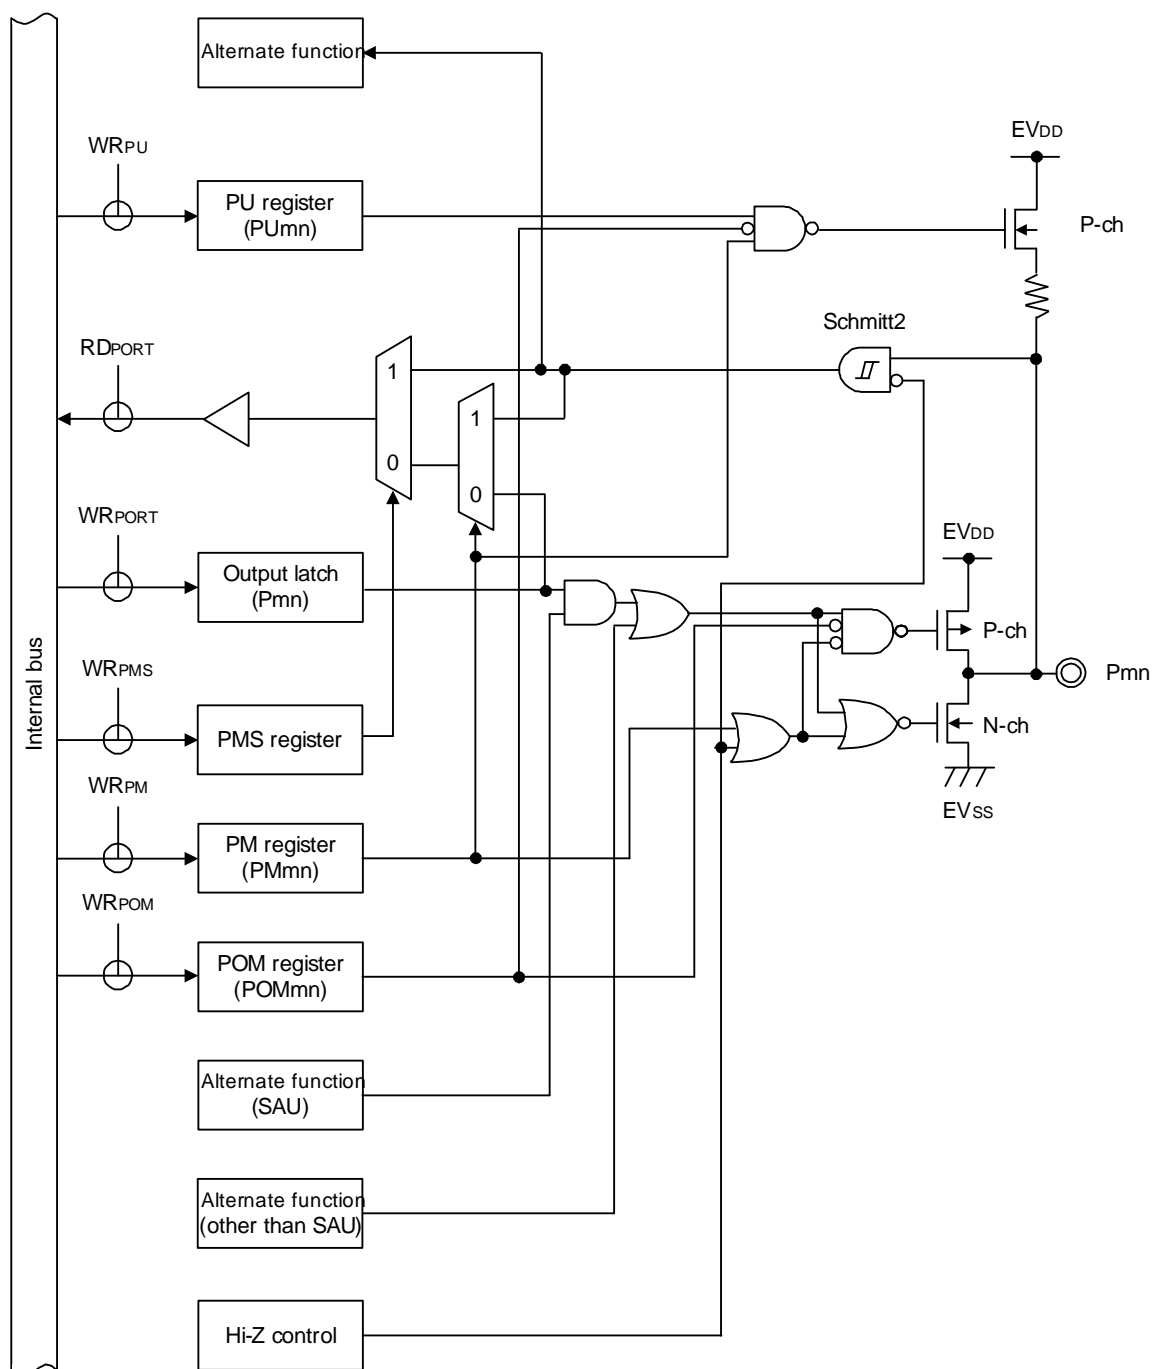 Alternate function
WRPU
PU register
(PUmn)
EVDD
P-ch
Schmitt2
RDPORT
1
0
1
0
WRPORT
Output latch
(Pmn)
EVDD
P-ch
Pmn
N-ch
EVSS
Internal bus
WRPMS
PMS register
WRPM
PM register
(PMmn)
WRPOM
POM register
(POMmn)
Alternate function
(SAU)
Alternate function
(other than SAU)
Hi-Z control